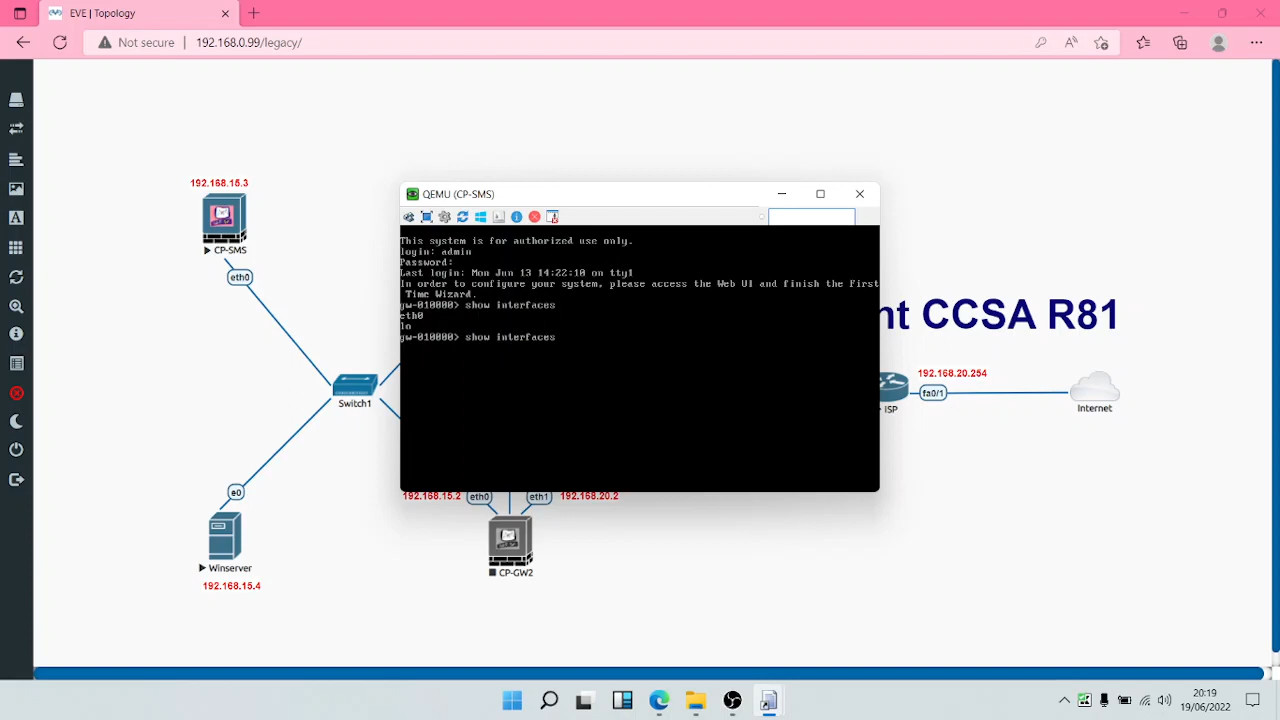 EVE | Topology
Not secure
192.168.0.99/legacy/
192.168.15.3
CP-SMS
eth0
QEMU (CP-SMS)
This system is for authorized use only.
login: admin
Password:
Last login: Mon Jun 13 14:22:10 on tty1
In order to configure your system, please access the Web UI and finish the First
Time Wizard.
gw-010000> show interfaces
eth0
lo
gw-010000> show interfaces
nt CCSA R81
192.168.20.254
fa0/1
ISP
Internet
Switch1
e0
Winserver
192.168.15.4
192.168.15.2
eth0
eth1
192.168.20.2
CP-GW2
20:19
19/06/2022